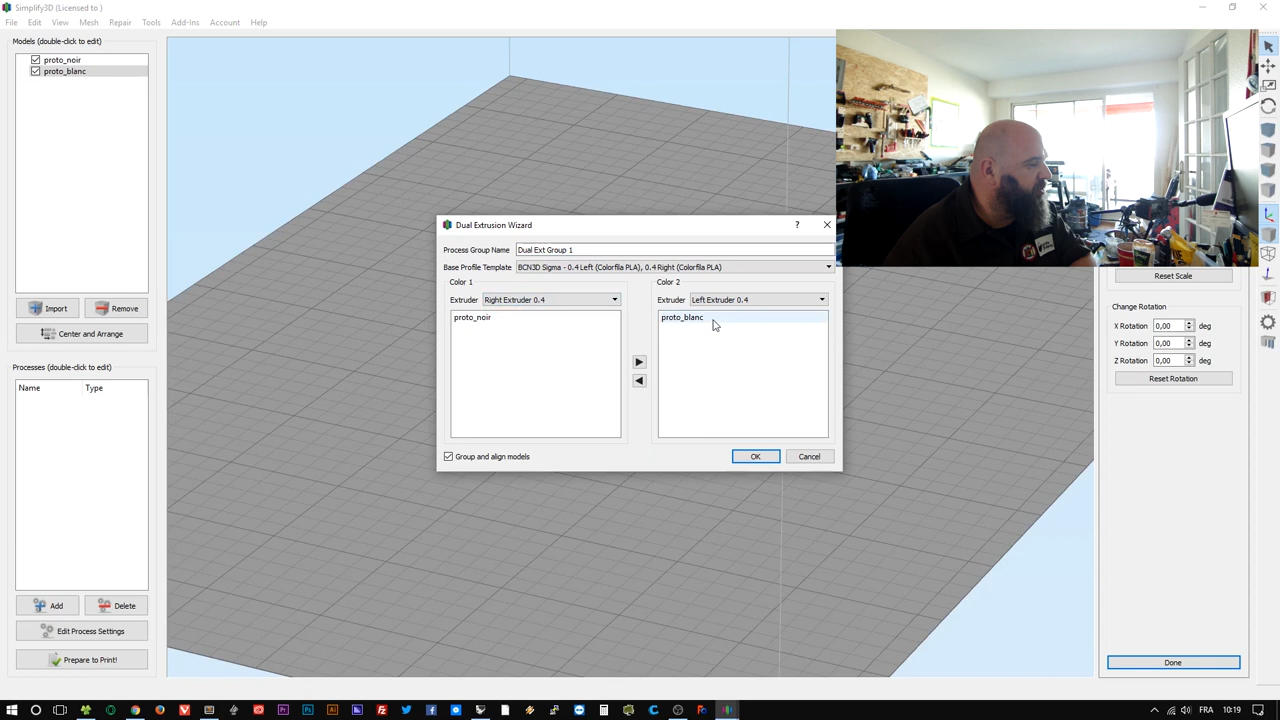 Simplify3D (Licensed to )
File Edit View Mesh Repair Tools Add-Ins Account Help
Models (double-click to edit)
proto_noir
proto_blanc
Import Remove
Center and Arrange
Processes (double-click to edit)
Name Type
Add Delete
Edit Process Settings
Prepare to Print!
Dual Extrusion Wizard
?
Process Group Name Dual Ext Group 1
Base Profile Template BCN3D Sigma - 0.4 Left (Colorfila PLA), 0.4 Right (Colorfila PLA)
Color 1 Color 2
Extruder Right Extruder 0.4 Extruder Left Extruder 0.4
proto_noir proto_blanc
Group and align models OK Cancel
Reset Scale
Change Rotation
X Rotation 0,00 deg
Y Rotation 0,00 deg
Z Rotation 0,00 deg
Reset Rotation
Done
FRA 10:19